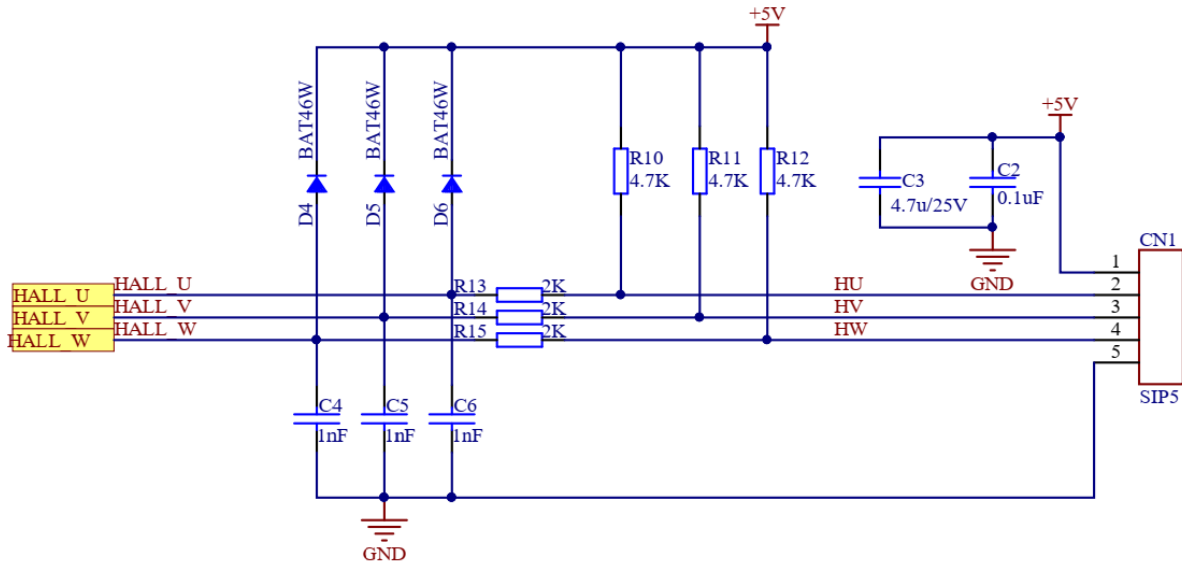 +5V
BAT46W
BAT46W
BAT46W
D4
D5
D6
R10
4.7K
R11
4.7K
R12
4.7K
+5V
C3
4.7u/25V
C2
0.1uF
GND
CN1
1
2
3
4
5
SIP5
HALL_U
HALL_U
R13
2K
HU
HALL_V
HALL_V
R14
2K
HV
HALL_W
HALL_W
R15
2K
HW
C4
1nF
C5
1nF
C6
1nF
GND